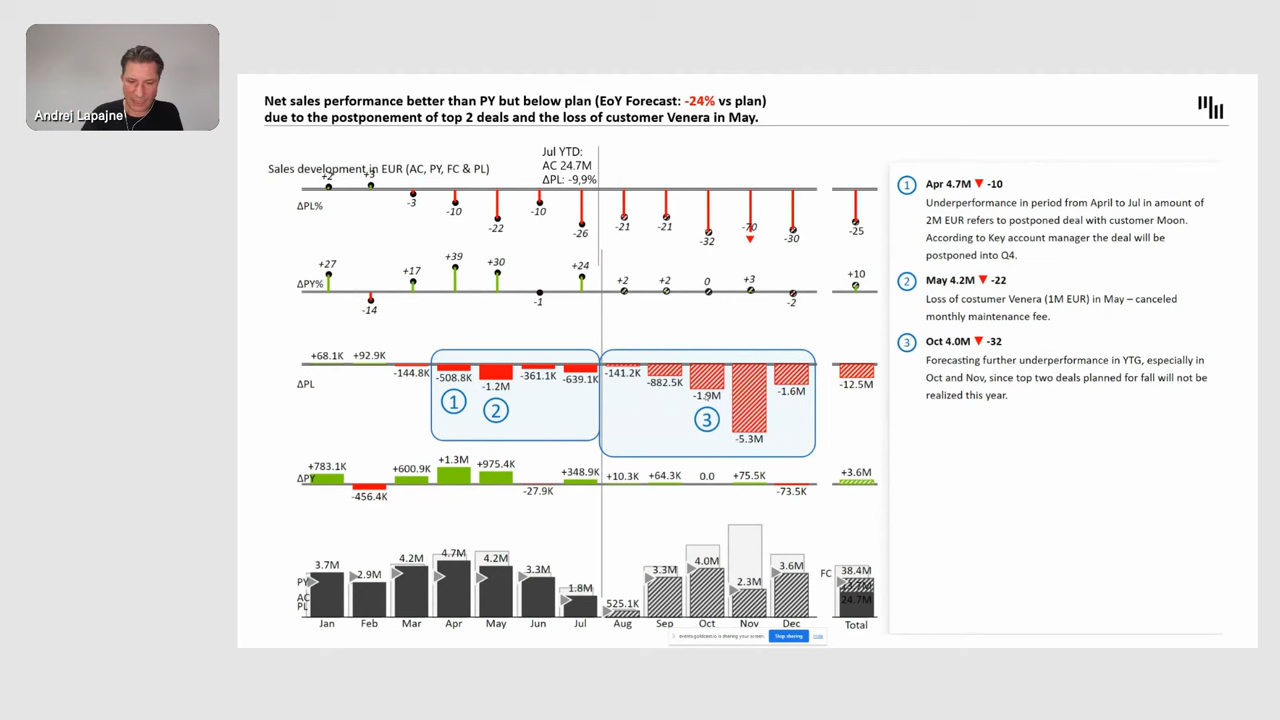 Andrej Lapajne
Net sales performance better than PY but below plan (EoY Forecast: -24% vs plan)
due to the postponement of top 2 deals and the loss of customer Venera in May.
Sales development in EUR (AC, PY, FC & PL)
Jul YTD:
AC 24.7M
ΔPL: -9,9%
ΔPL%
+2 +3 -3 -10 -22 -10 -26 -21 -21 -32 -70 -30 -25
ΔPY%
+27 -14 +17 +39 +30 -1 +24 +2 +2 0 +3 -2 +10
ΔPL
+68.1K +92.9K -144.8K -508.8K -1.2M -361.1K -639.1K -141.2K -882.5K -1.9M -5.3M -1.6M -12.5M
1 2 3
ΔPY
+783.1K -456.4K +600.9K +1.3M +975.4K -27.9K +348.9K +10.3K +64.3K 0.0 +75.5K -73.5K +3.6M
PY
AC
PL
3.7M 2.9M 4.2M 4.7M 4.2M 3.3M 1.8M 525.1K 3.3M 4.0M 2.3M 3.6M
FC 38.4M
13.7M
24.7M
Jan Feb Mar Apr May Jun Jul Aug Sep Oct Nov Dec Total
events.goldcast.io is sharing your screen. Stop sharing Hide
1 Apr 4.7M ▼ -10
Underperformance in period from April to Jul in amount of
2M EUR refers to postponed deal with customer Moon.
According to Key account manager the deal will be
postponed into Q4.
2 May 4.2M ▼ -22
Loss of costumer Venera (1M EUR) in May – canceled
monthly maintenance fee.
3 Oct 4.0M ▼ -32
Forecasting further underperformance in YTG, especially in
Oct and Nov, since top two deals planned for fall will not be
realized this year.